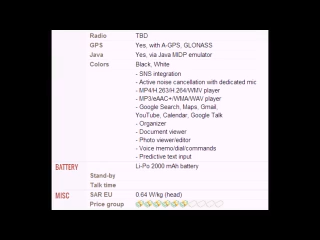 Radio TBD
GPS Yes, with A-GPS, GLONASS
Java Yes, via Java MIDP emulator
Colors Black, White
- SNS integration
- Active noise cancellation with dedicated mic
- MP4/H.263/H.264/WMV player
- MP3/eAAC+/WMA/WAV player
- Google Search, Maps, Gmail,
YouTube, Calendar, Google Talk
- Organizer
- Document viewer
- Photo viewer/editor
- Voice memo/dial/commands
- Predictive text input
BATTERY Li-Po 2000 mAh battery
Stand-by
Talk time
MISC SAR EU 0.64 W/kg (head)
Price group